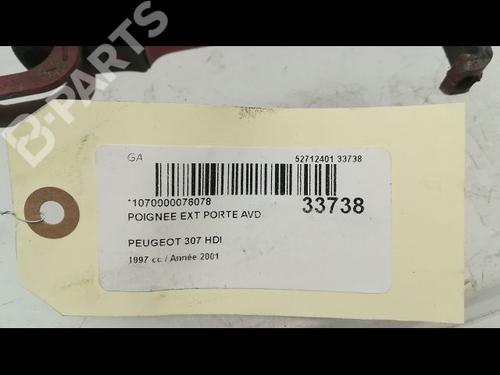 B-PARTS
GA
52712401 33738
*1070000076078
33738
POIGNEE EXT PORTE AVD
PEUGEOT 307 HDI
1997 cc / Année 2001